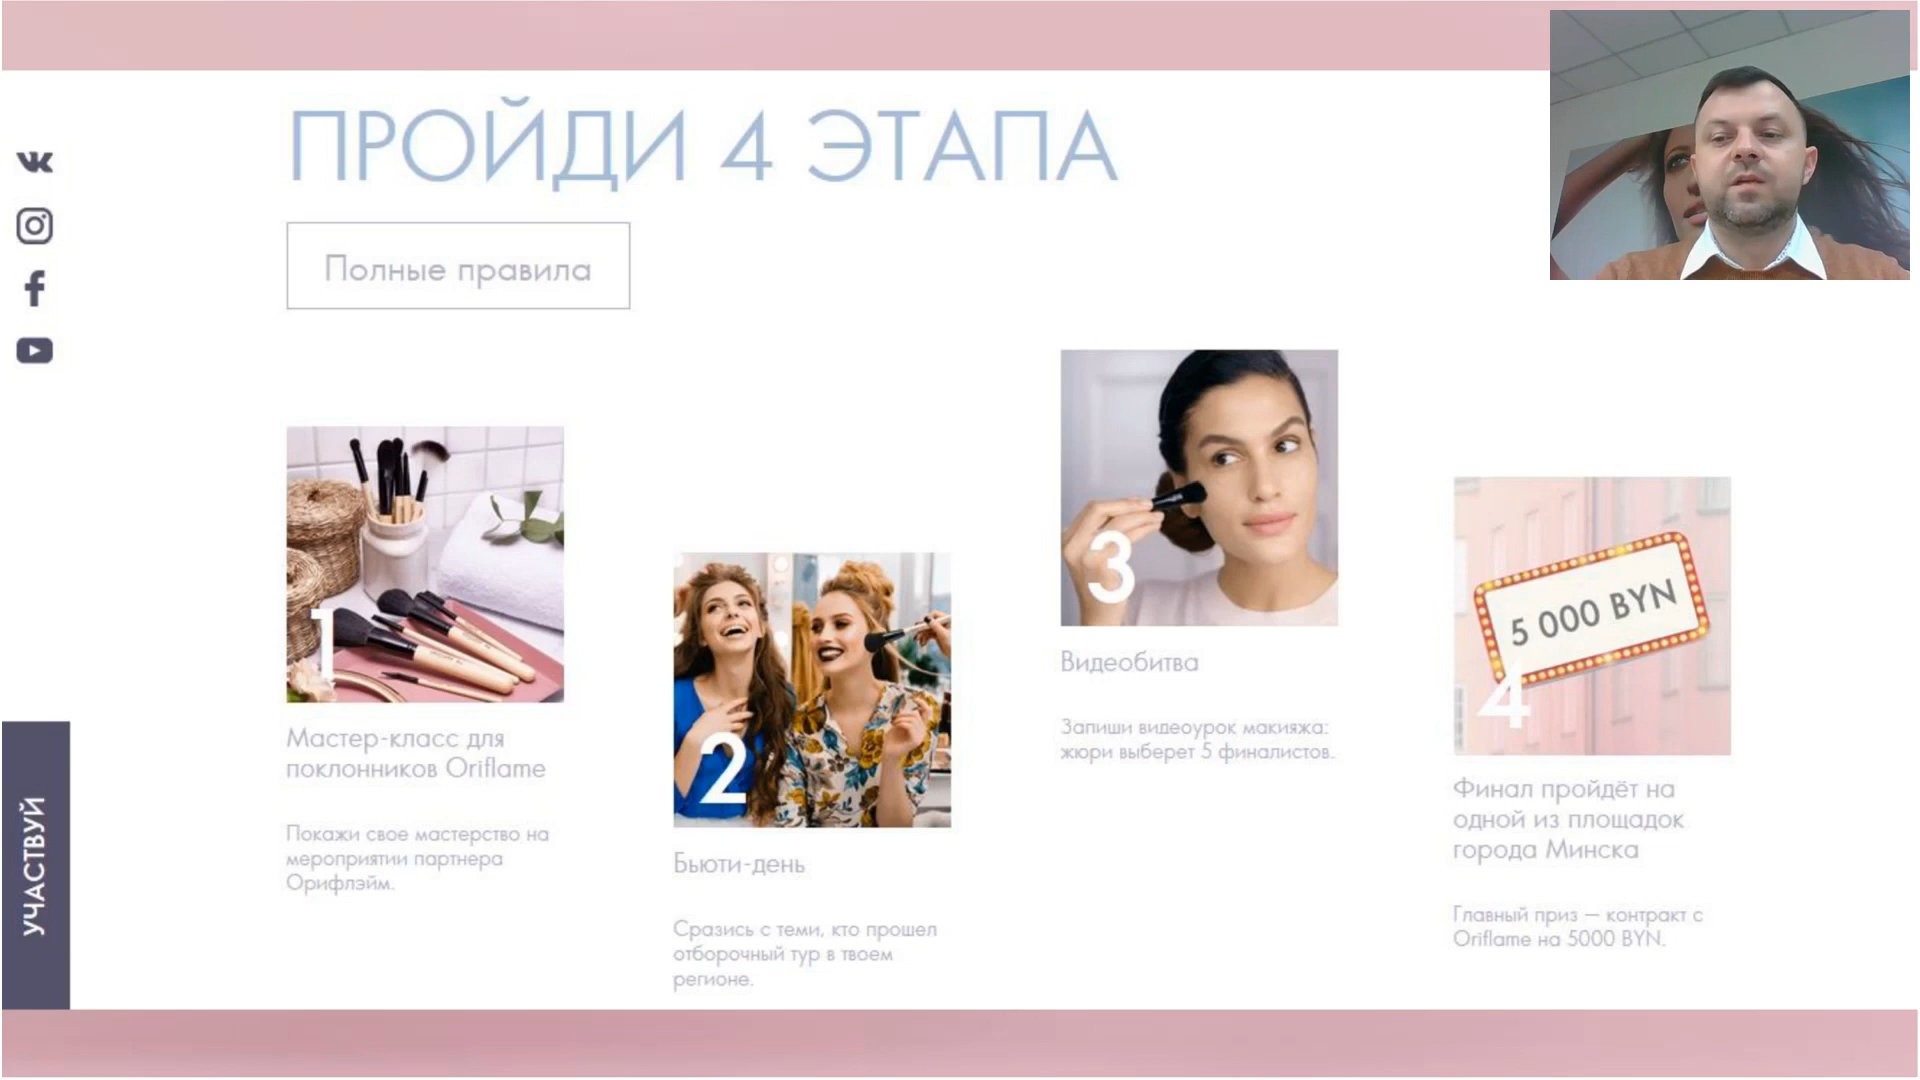 ПРОЙДИ 4 ЭТАПА
Полные правила
1
Мастер-класс для
поклонников Oriflame
Покажи свое мастерство на
мероприятии партнера
Орифлэйм.
2
Бьюти-день
Сразись с теми, кто прошел
отборочный тур в твоем
регионе.
3
Видеобитва
Запиши видеоурок макияжа:
жюри выберет 5 финалистов.
5 000 BYN
4
Финал пройдёт на
одной из площадок
города Минска
Главный приз — контракт с
Oriflame на 5000 BYN.
УЧАСТВУЙ